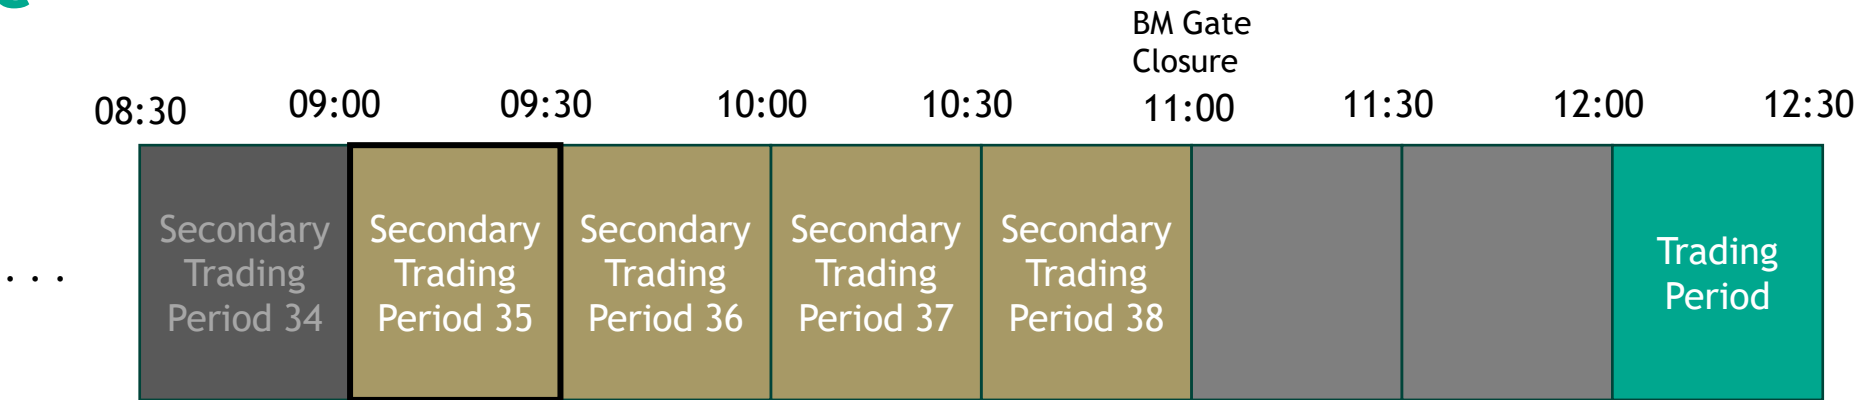 BM Gate
Closure
08:30 09:00 09:30 10:00 10:30 11:00 11:30 12:00 12:30
. . .
Secondary
Trading
Period 34
Secondary
Trading
Period 35
Secondary
Trading
Period 36
Secondary
Trading
Period 37
Secondary
Trading
Period 38
Trading
Period